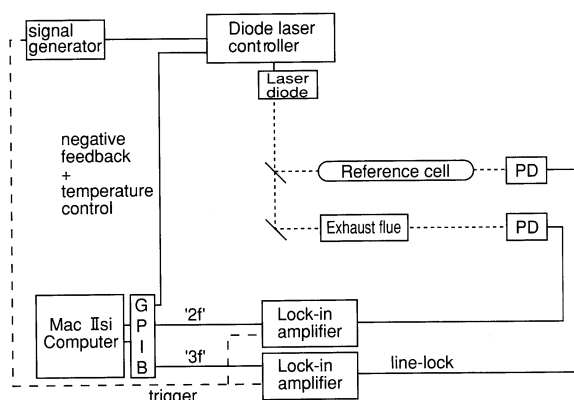 signal
generator
Diode laser
controller
Laser
diode
negative
feedback
+
temperature
control
Reference cell
PD
Exhaust flue
PD
Mac IIsi
Computer
G
P
I
B
'2f'
Lock-in
amplifier
'3f'
Lock-in
amplifier
line-lock
trigger